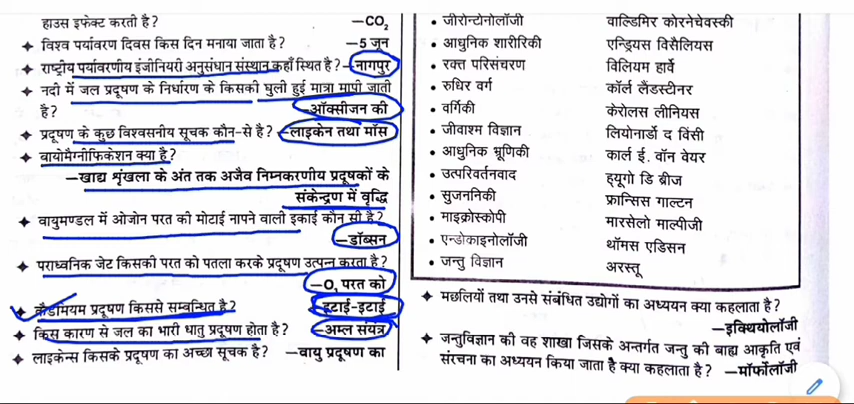 हाउस इफेक्ट करती है? —CO₂
✦ विश्व पर्यावरण दिवस किस दिन मनाया जाता है? —5 जून
✦ राष्ट्रीय पर्यावरणीय इंजीनियरी अनुसंधान संस्थान कहाँ स्थित है? —नागपुर
✦ नदी में जल प्रदूषण के निर्धारण के किसकी घुली हुई मात्रा मापी जाती
है? —ऑक्सीजन की
✦ प्रदूषण के कुछ विश्वसनीय सूचक कौन-से है? —लाइकेन तथा मॉस
✦ बायोमैग्नीफिकेशन क्या है?
—खाद्य शृंखला के अंत तक अजैव निम्नकरणीय प्रदूषकों के
संकेन्द्रण में वृद्धि
✦ वायुमण्डल में ओजोन परत की मोटाई नापने वाली इकाई कौन सी है?
—डॉब्सन
✦ पराध्वनिक जेट किसकी परत को पतला करके प्रदूषण उत्पन्न करता है?
—O₃ परत को
✦ कैडमियम प्रदूषण किससे सम्बन्धित है? इटाई-इटाई
✦ किस कारण से जल का भारी धातु प्रदूषण होता है? —अम्ल संयंत्र
✦ लाइकेन्स किसके प्रदूषण का अच्छा सूचक है? —वायु प्रदूषण का
• जीरोन्टोनोलॉजी वाल्डिमिर कोरनेचेवस्की
• आधुनिक शारीरिकी एन्ड्रियस विसैलियस
• रक्त परिसंचरण विलियम हार्वे
• रुधिर वर्ग कॉर्ल लैंडस्टीनर
• वर्गिकी केरोलस लीनियस
• जीवाश्म विज्ञान लियोनार्डो द विंसी
• आधुनिक भ्रूणिकी कार्ल ई. वॉन वेयर
• उत्परिवर्तनवाद ह्यूगो डि ब्रीज
• सुजननिकी फ्रान्सिस गाल्टन
• माइक्रोस्कोपी मारसेलो माल्पीजी
• एन्डोकाइनोलॉजी थॉमस एडिसन
• जन्तु विज्ञान अरस्तू
✦ मछलियों तथा उनसे संबंधित उद्योगों का अध्ययन क्या कहलाता है?
—इक्थियोलॉजी
✦ जन्तुविज्ञान की वह शाखा जिसके अन्तर्गत जन्तु की बाह्य आकृति एवं
संरचना का अध्ययन किया जाता है क्या कहलाता है? —मॉर्फोलॉजी